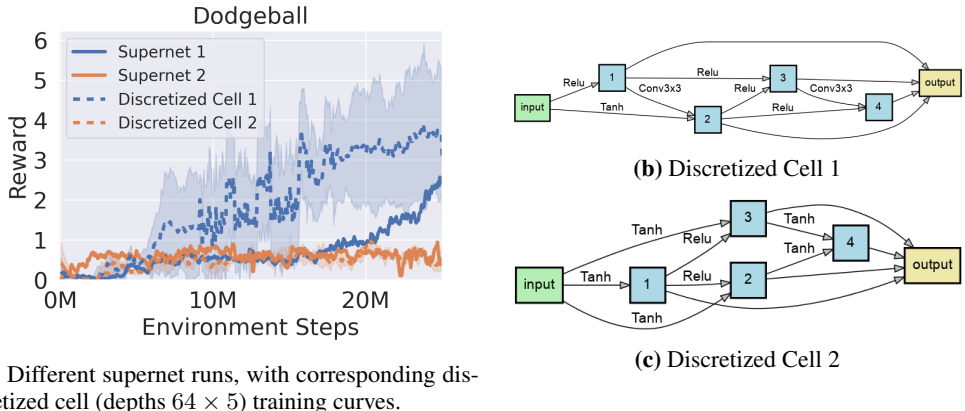 Dodgeball
Reward
6
5
4
3
2
1
0
Supernet 1
Supernet 2
Discretized Cell 1
Discretized Cell 2
0M
10M
20M
Environment Steps
Different supernet runs, with corresponding dis-
etized cell (depths 64 × 5) training curves.
input
Relu
Tanh
1
Conv3x3
Relu
2
Relu
Relu
3
Conv3x3
4
output
(b) Discretized Cell 1
input
Tanh
Tanh
Tanh
1
Relu
Relu
3
2
Tanh
Tanh
4
output
(c) Discretized Cell 2